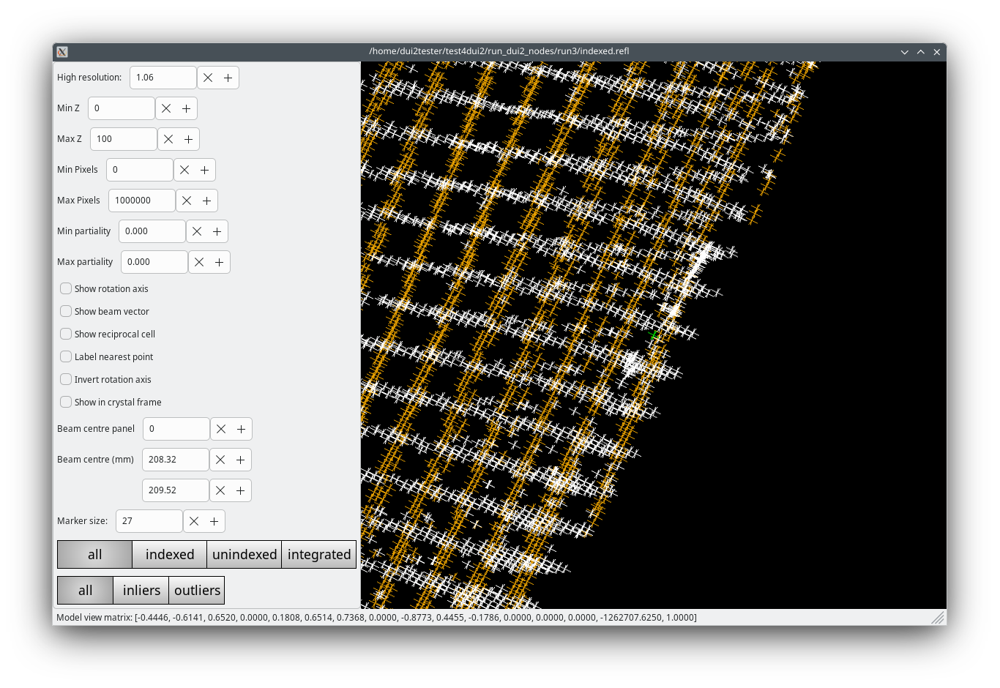 /home/dui2tester/test4dui2/run_dui2_nodes/run3/indexed.refl
High resolution: 1.06
Min Z 0
Max Z 100
Min Pixels 0
Max Pixels 1000000
Min partiality 0.000
Max partiality 0.000
Show rotation axis
Show beam vector
Show reciprocal cell
Label nearest point
Invert rotation axis
Show in crystal frame
Beam centre panel 0
Beam centre (mm) 208.32
209.52
Marker size: 27
all indexed unindexed integrated
all inliers outliers
Model view matrix: [-0.4446, -0.6141, 0.6520, 0.0000, 0.1808, 0.6514, 0.7368, 0.0000, -0.8773, 0.4455, -0.1786, 0.0000, 0.0000, 0.0000, -1262707.6250, 1.0000]